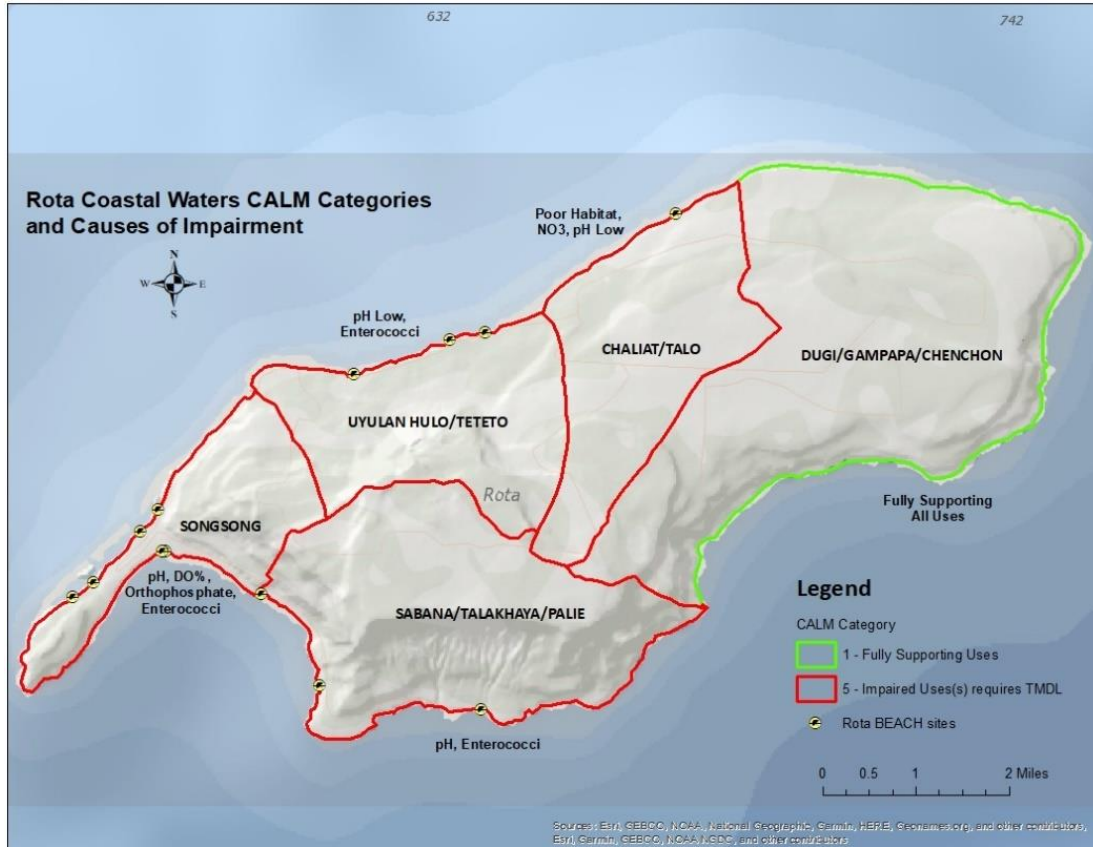 632
742
Rota Coastal Waters CALM Categories
and Causes of Impairment
N
W
E
S
Poor Habitat,
NO3, pH Low
pH Low,
Enterococci
CHALIAT/TALO
DUGI/GAMPAPA/CHENCHON
UYULAN HULO/TETETO
Rota
Fully Supporting
All Uses
SONGSONG
pH, DO%,
Orthophosphate,
Enterococci
SABANA/TALAKHAYA/PALIE
pH, Enterococci
Legend
CALM Category
1 - Fully Supporting Uses
5 - Impaired Uses(s) requires TMDL
Rota BEACH sites
0 0.5 1 2 Miles
Sources: Esri, GEBCO, NOAA, National Geographic, Garmin, HERE, Geonames.org, and other contributors,
Esri, Garmin, GEBCO, NOAA NGDC, and other contributors